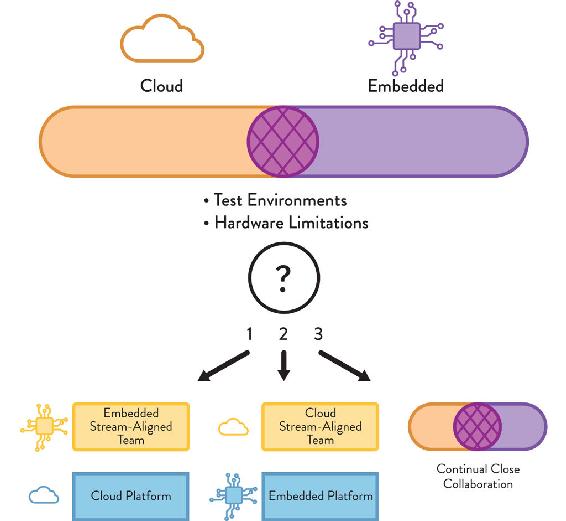 Cloud
Embedded
• Test Environments
• Hardware Limitations
?
1 2 3
Embedded
Stream-Aligned
Team
Cloud
Stream-Aligned
Team
Cloud Platform
Embedded Platform
Continual Close
Collaboration